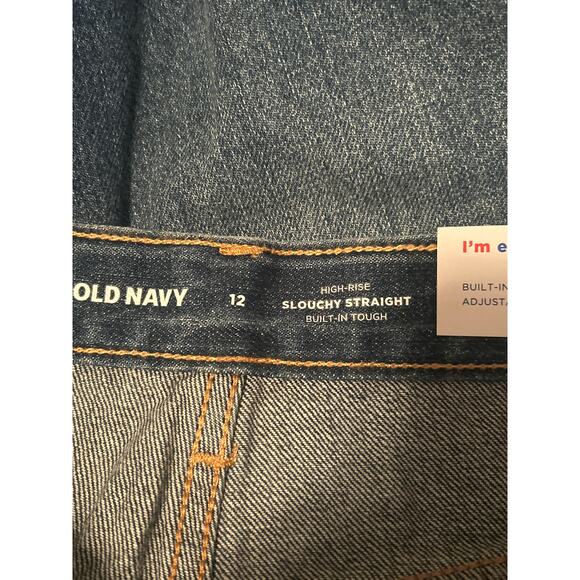 OLD NAVY
12
HIGH-RISE
SLOUCHY STRAIGHT
BUILT-IN TOUGH
I'm e
BUILT-IN
ADJUSTA